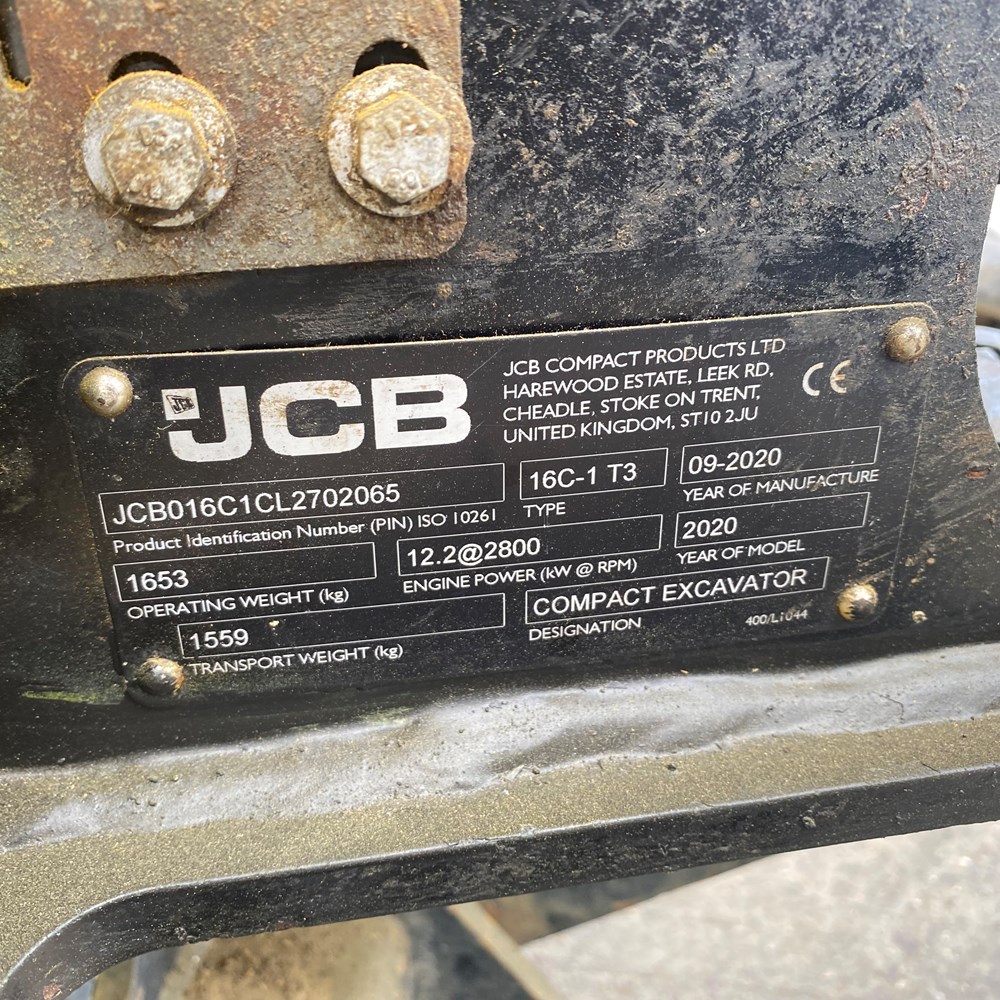 JCB
JCB COMPACT PRODUCTS LTD
HAREWOOD ESTATE, LEEK RD,
CHEADLE, STOKE ON TRENT,
UNITED KINGDOM, ST10 2JU
CE
JCB016C1CL2702065
Product Identification Number (PIN) ISO 10261
16C-1 T3
TYPE
09-2020
YEAR OF MANUFACTURE
1653
OPERATING WEIGHT (kg)
12.2@2800
ENGINE POWER (kW @ RPM)
2020
YEAR OF MODEL
1559
TRANSPORT WEIGHT (kg)
COMPACT EXCAVATOR
DESIGNATION